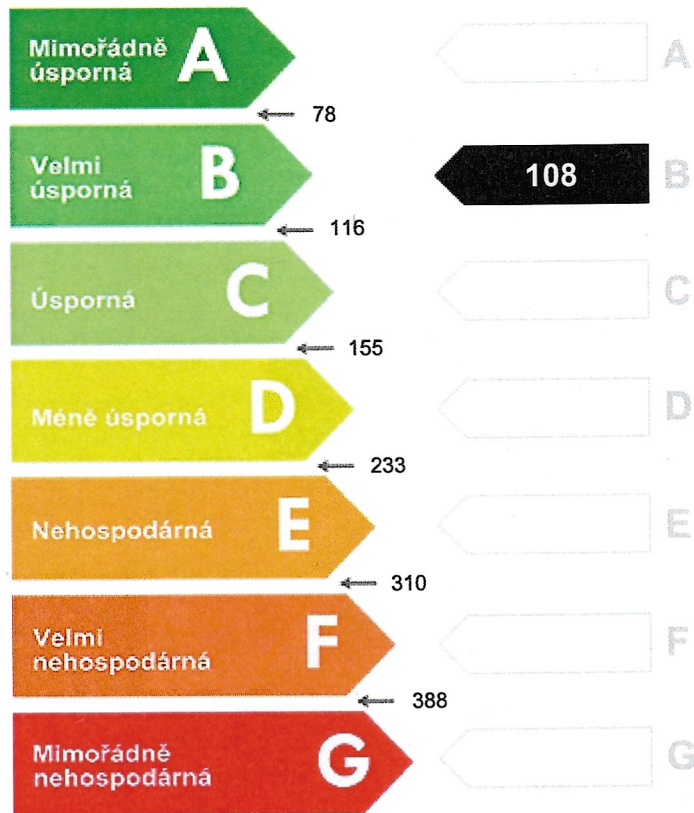 Mimořádně
úsporná
A
A
78
Velmi
úsporná
B
108
B
116
Úsporná
C
C
155
Méně úsporná
D
D
233
Nehospodárná
E
E
310
Velmi
nehospodárná
F
F
388
Mimořádně
nehospodárná
G
G